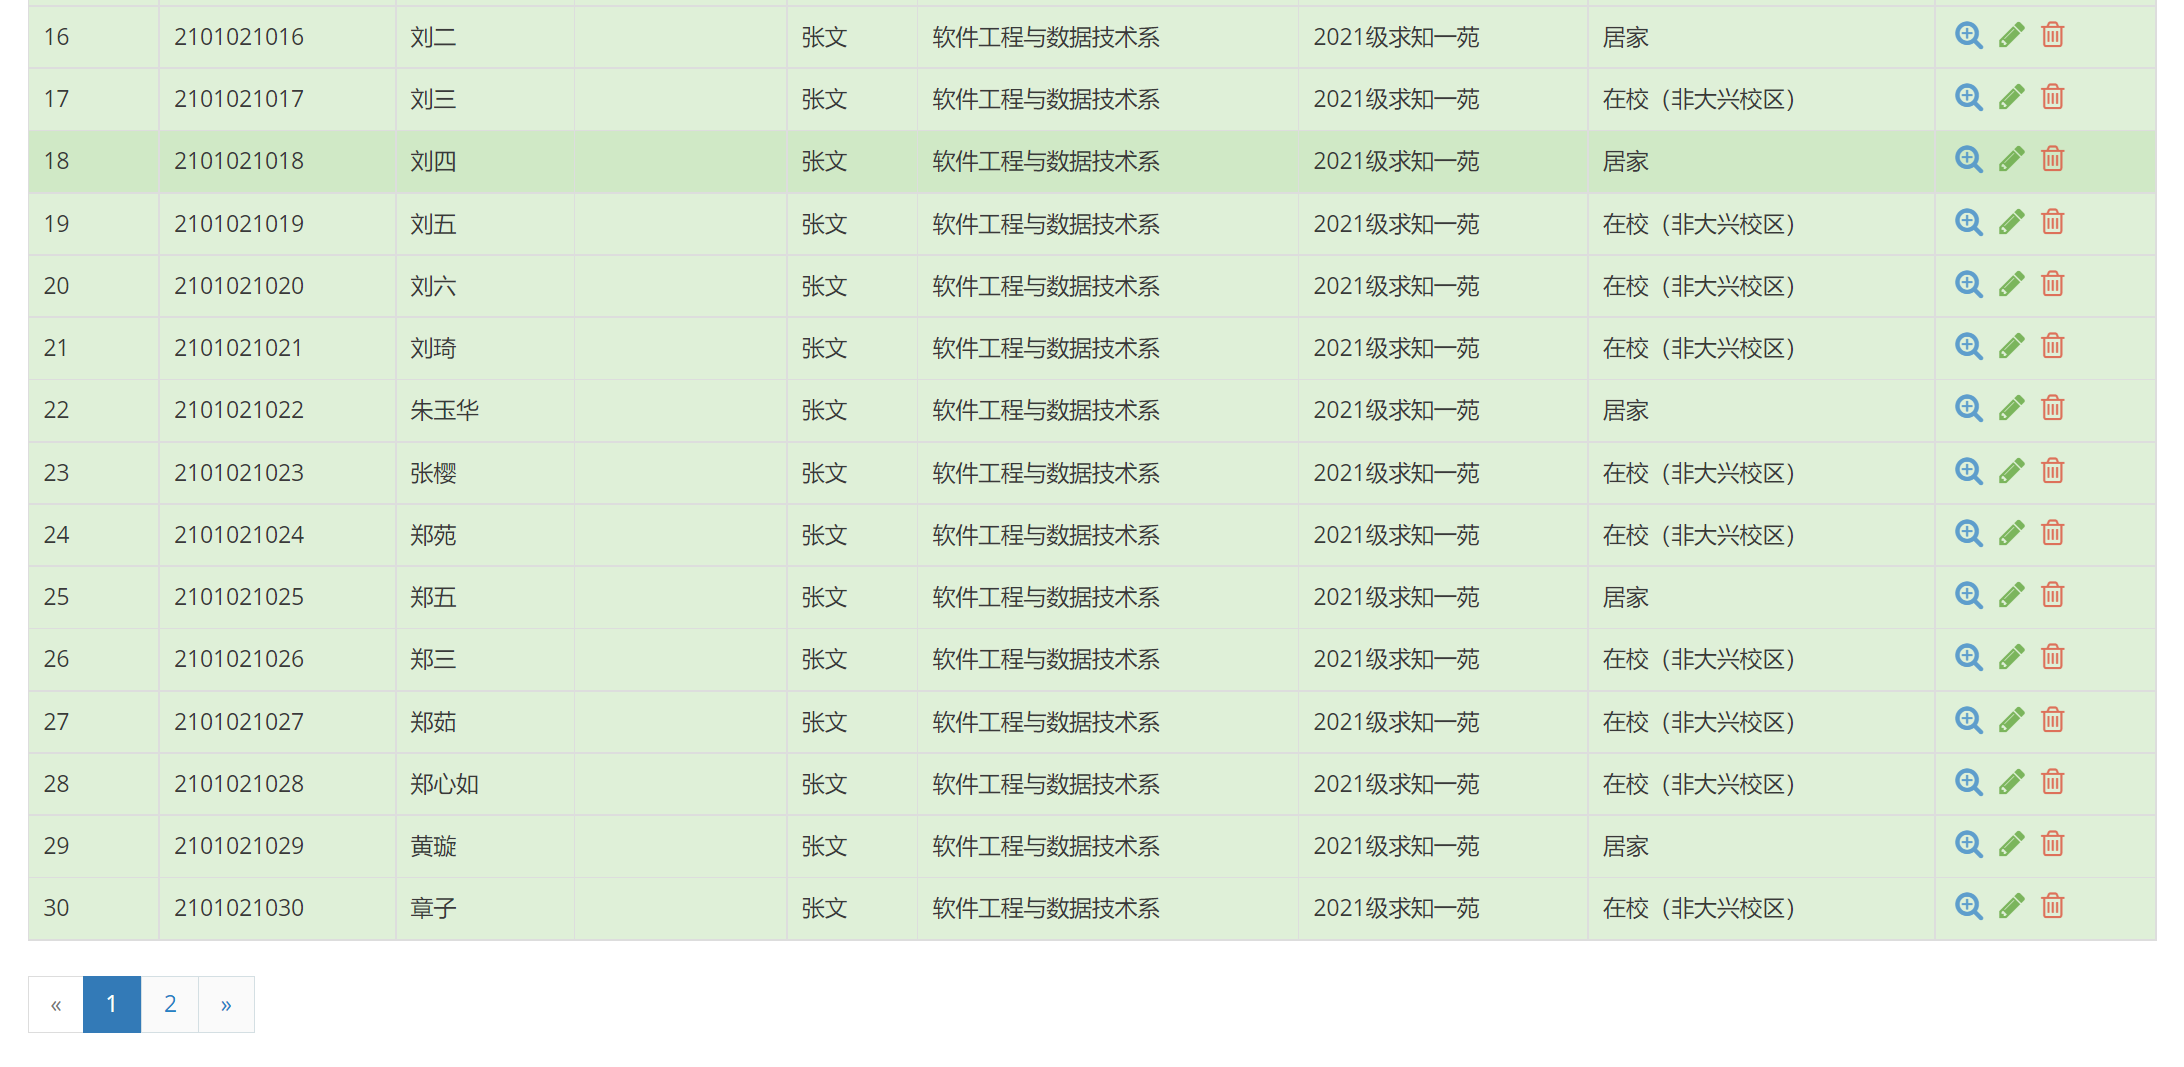 16 2101021016 刘二 张文 软件工程与数据技术系 2021级求知一苑 居家
17 2101021017 刘三 张文 软件工程与数据技术系 2021级求知一苑 在校（非大兴校区）
18 2101021018 刘四 张文 软件工程与数据技术系 2021级求知一苑 居家
19 2101021019 刘五 张文 软件工程与数据技术系 2021级求知一苑 在校（非大兴校区）
20 2101021020 刘六 张文 软件工程与数据技术系 2021级求知一苑 在校（非大兴校区）
21 2101021021 刘琦 张文 软件工程与数据技术系 2021级求知一苑 在校（非大兴校区）
22 2101021022 朱玉华 张文 软件工程与数据技术系 2021级求知一苑 居家
23 2101021023 张樱 张文 软件工程与数据技术系 2021级求知一苑 在校（非大兴校区）
24 2101021024 郑苑 张文 软件工程与数据技术系 2021级求知一苑 在校（非大兴校区）
25 2101021025 郑五 张文 软件工程与数据技术系 2021级求知一苑 居家
26 2101021026 郑三 张文 软件工程与数据技术系 2021级求知一苑 在校（非大兴校区）
27 2101021027 郑茹 张文 软件工程与数据技术系 2021级求知一苑 在校（非大兴校区）
28 2101021028 郑心如 张文 软件工程与数据技术系 2021级求知一苑 在校（非大兴校区）
29 2101021029 黄璇 张文 软件工程与数据技术系 2021级求知一苑 居家
30 2101021030 章子 张文 软件工程与数据技术系 2021级求知一苑 在校（非大兴校区）
« 1 2 »